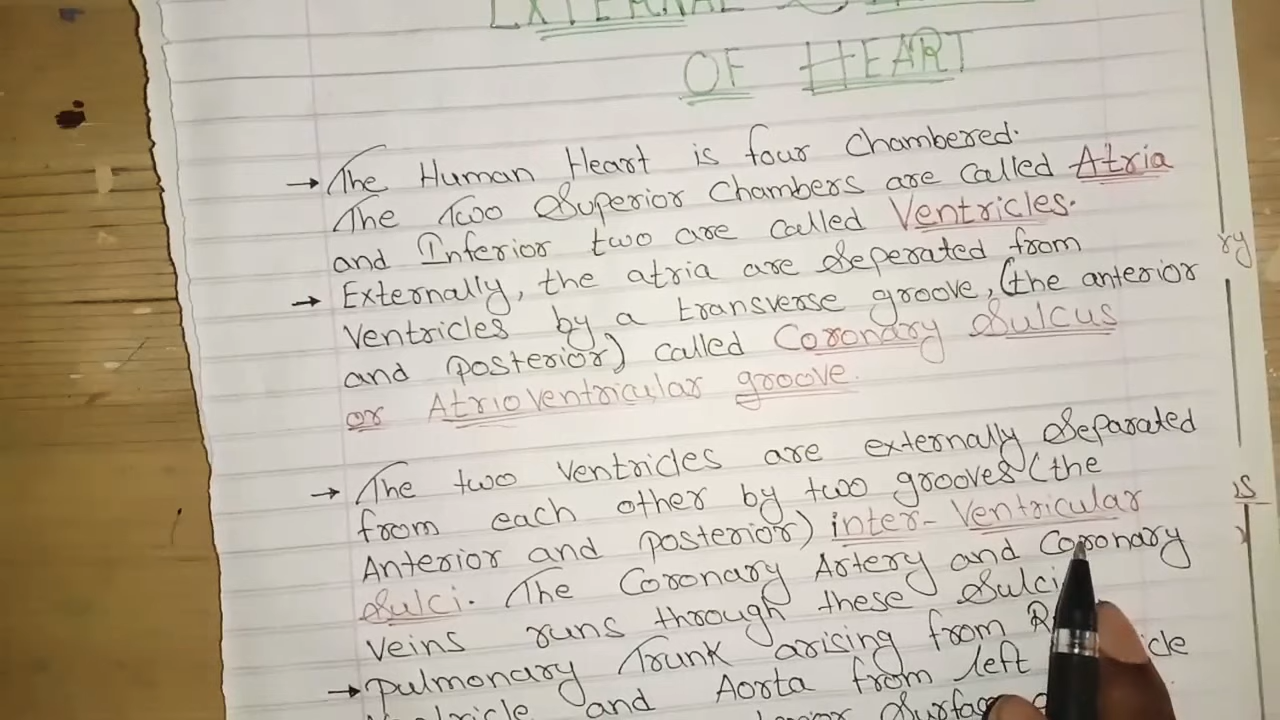 EXTERNAL
OF HEART
→ The Human Heart is four Chambered.
The Two Superior Chambers are called Atria
and Inferior two are called Ventricles.
→ Externally, the atria are Seperated from
Ventricles by a transverse groove, (the anterior
and posterior) called Coronary Sulcus
or Atrioventricular groove.
→ The two Ventricles are externally Separated
from each other by two grooves (the
Anterior and posterior) inter-Ventricular
Sulci. The Coronary Artery and Coronary
Veins runs through these Sulci
→ Pulmonary Trunk arising from
and Aorta from left
ry
is